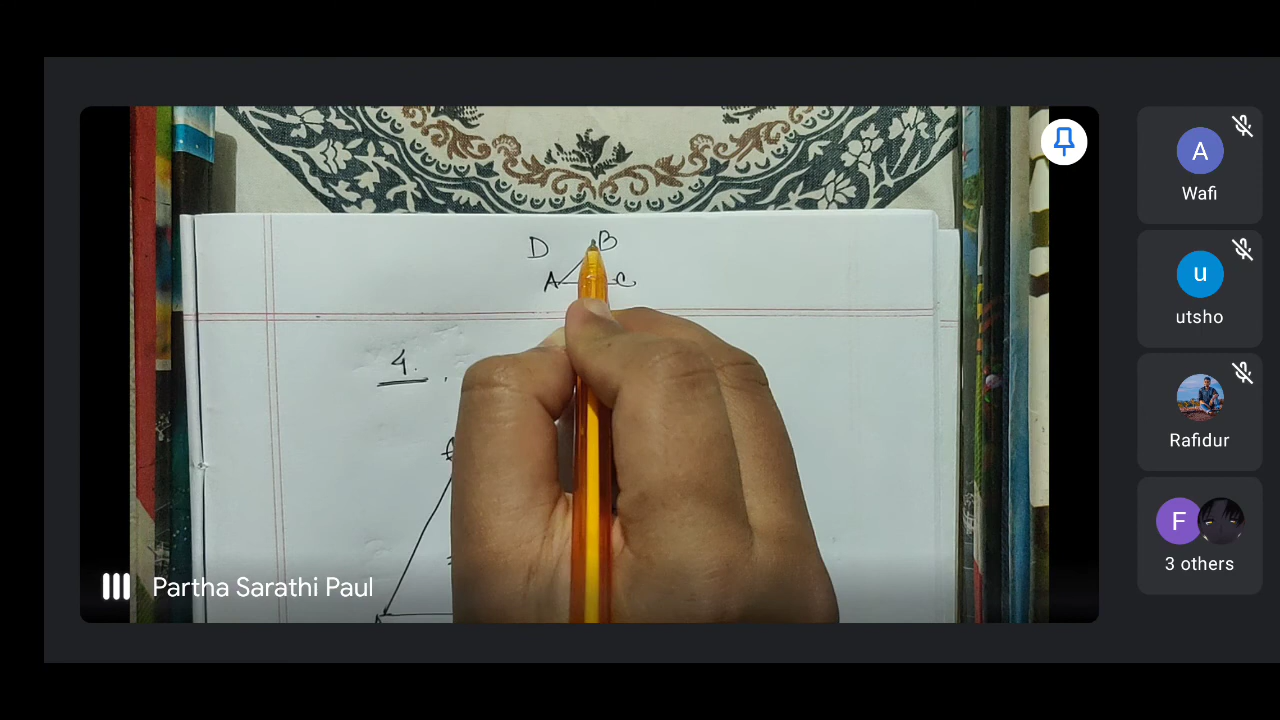 D B
A C
4.
Partha Sarathi Paul
A
Wafi
u
utsho
Rafidur
F
3 others